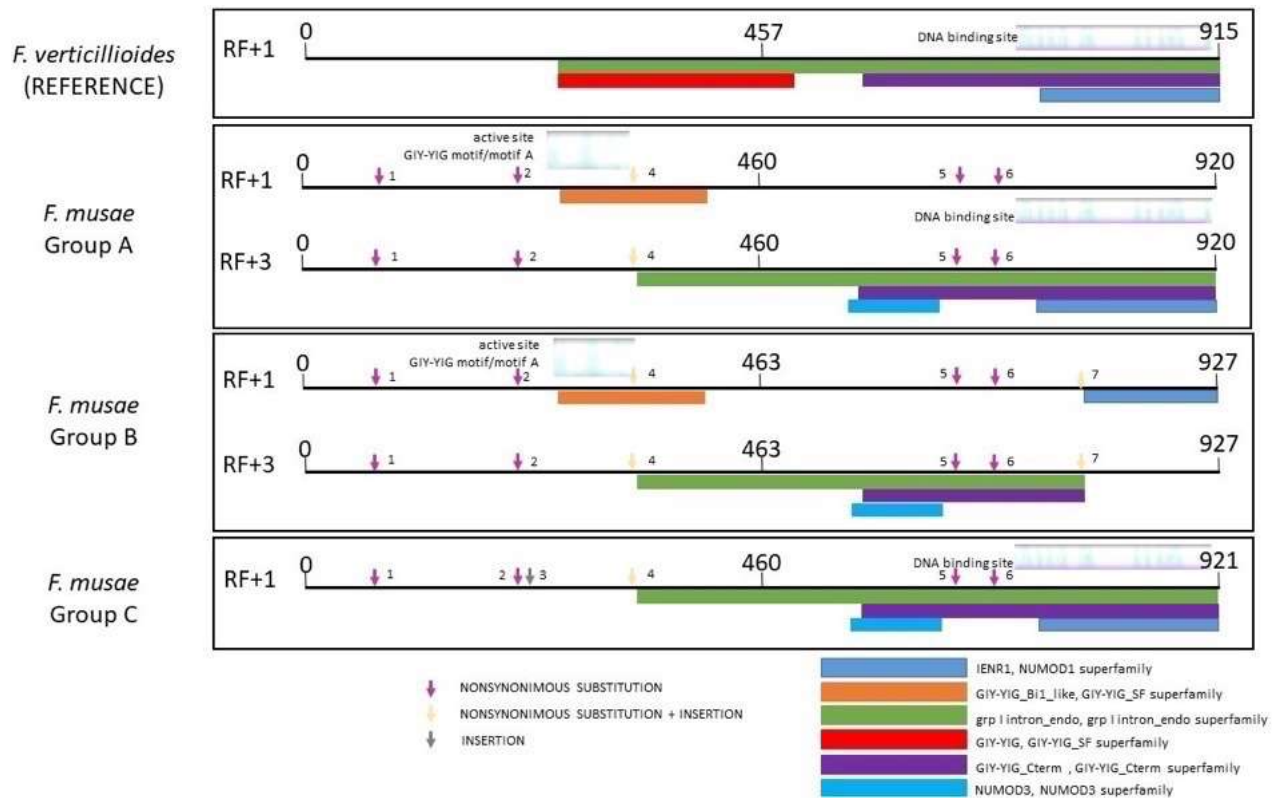 F. verticillioides
(REFERENCE)
RF+1
0
457
915
DNA binding site
F. musae
Group A
active site
GIY-YIG motif/motif A
RF+1
0
1
2
4
460
5
6
920
DNA binding site
RF+3
0
1
2
4
460
5
6
920
F. musae
Group B
active site
GIY-YIG motif/motif A
RF+1
0
1
2
4
463
5
6
7
927
RF+3
0
1
2
4
463
5
6
7
927
F. musae
Group C
RF+1
0
1
2
3
4
460
DNA binding site
5
6
921
NONSYNONIMOUS SUBSTITUTION
NONSYNONIMOUS SUBSTITUTION + INSERTION
INSERTION
IENR1, NUMOD1 superfamily
GIY-YIG_Bi1_like, GIY-YIG_SF superfamily
grp I intron_endo, grp I intron_endo superfamily
GIY-YIG, GIY-YIG_SF superfamily
GIY-YIG_Cterm , GIY-YIG_Cterm superfamily
NUMOD3, NUMOD3 superfamily